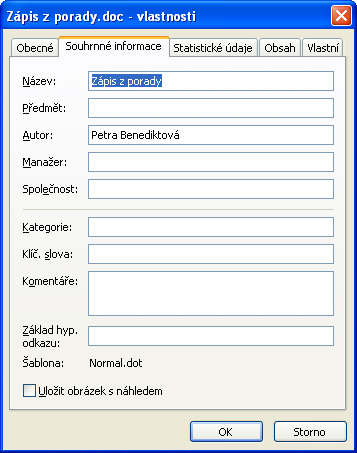 Zápis z porady.doc - vlastnosti
Obecné Souhrnné informace Statistické údaje Obsah Vlastní
Název: Zápis z porady
Předmět:
Autor: Petra Benediktová
Manažer:
Společnost:
Kategorie:
Klíč. slova:
Komentáře:
Základ hyp.
odkazu:
Šablona: Normal.dot
Uložit obrázek s náhledem
OK Storno